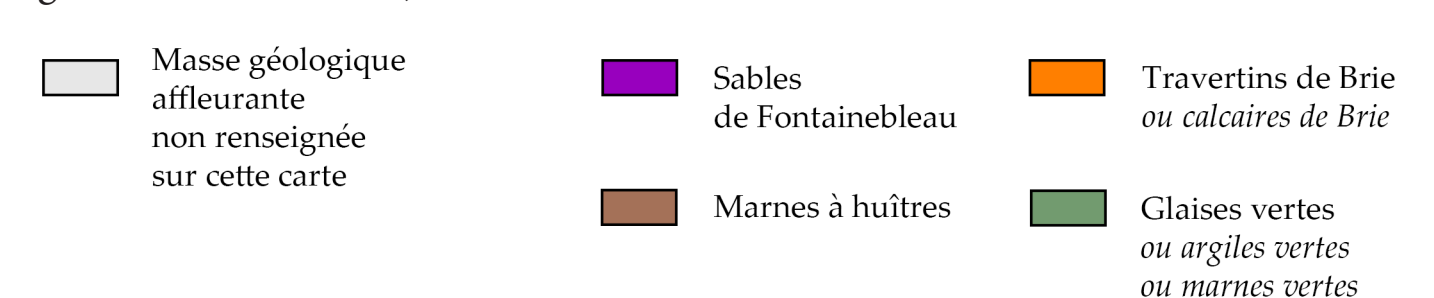 Masse géologique
affleurante
non renseignée
sur cette carte
Sables
de Fontainebleau
Marnes à huîtres
Travertins de Brie
ou calcaires de Brie
Glaises vertes
ou argiles vertes
ou marnes vertes